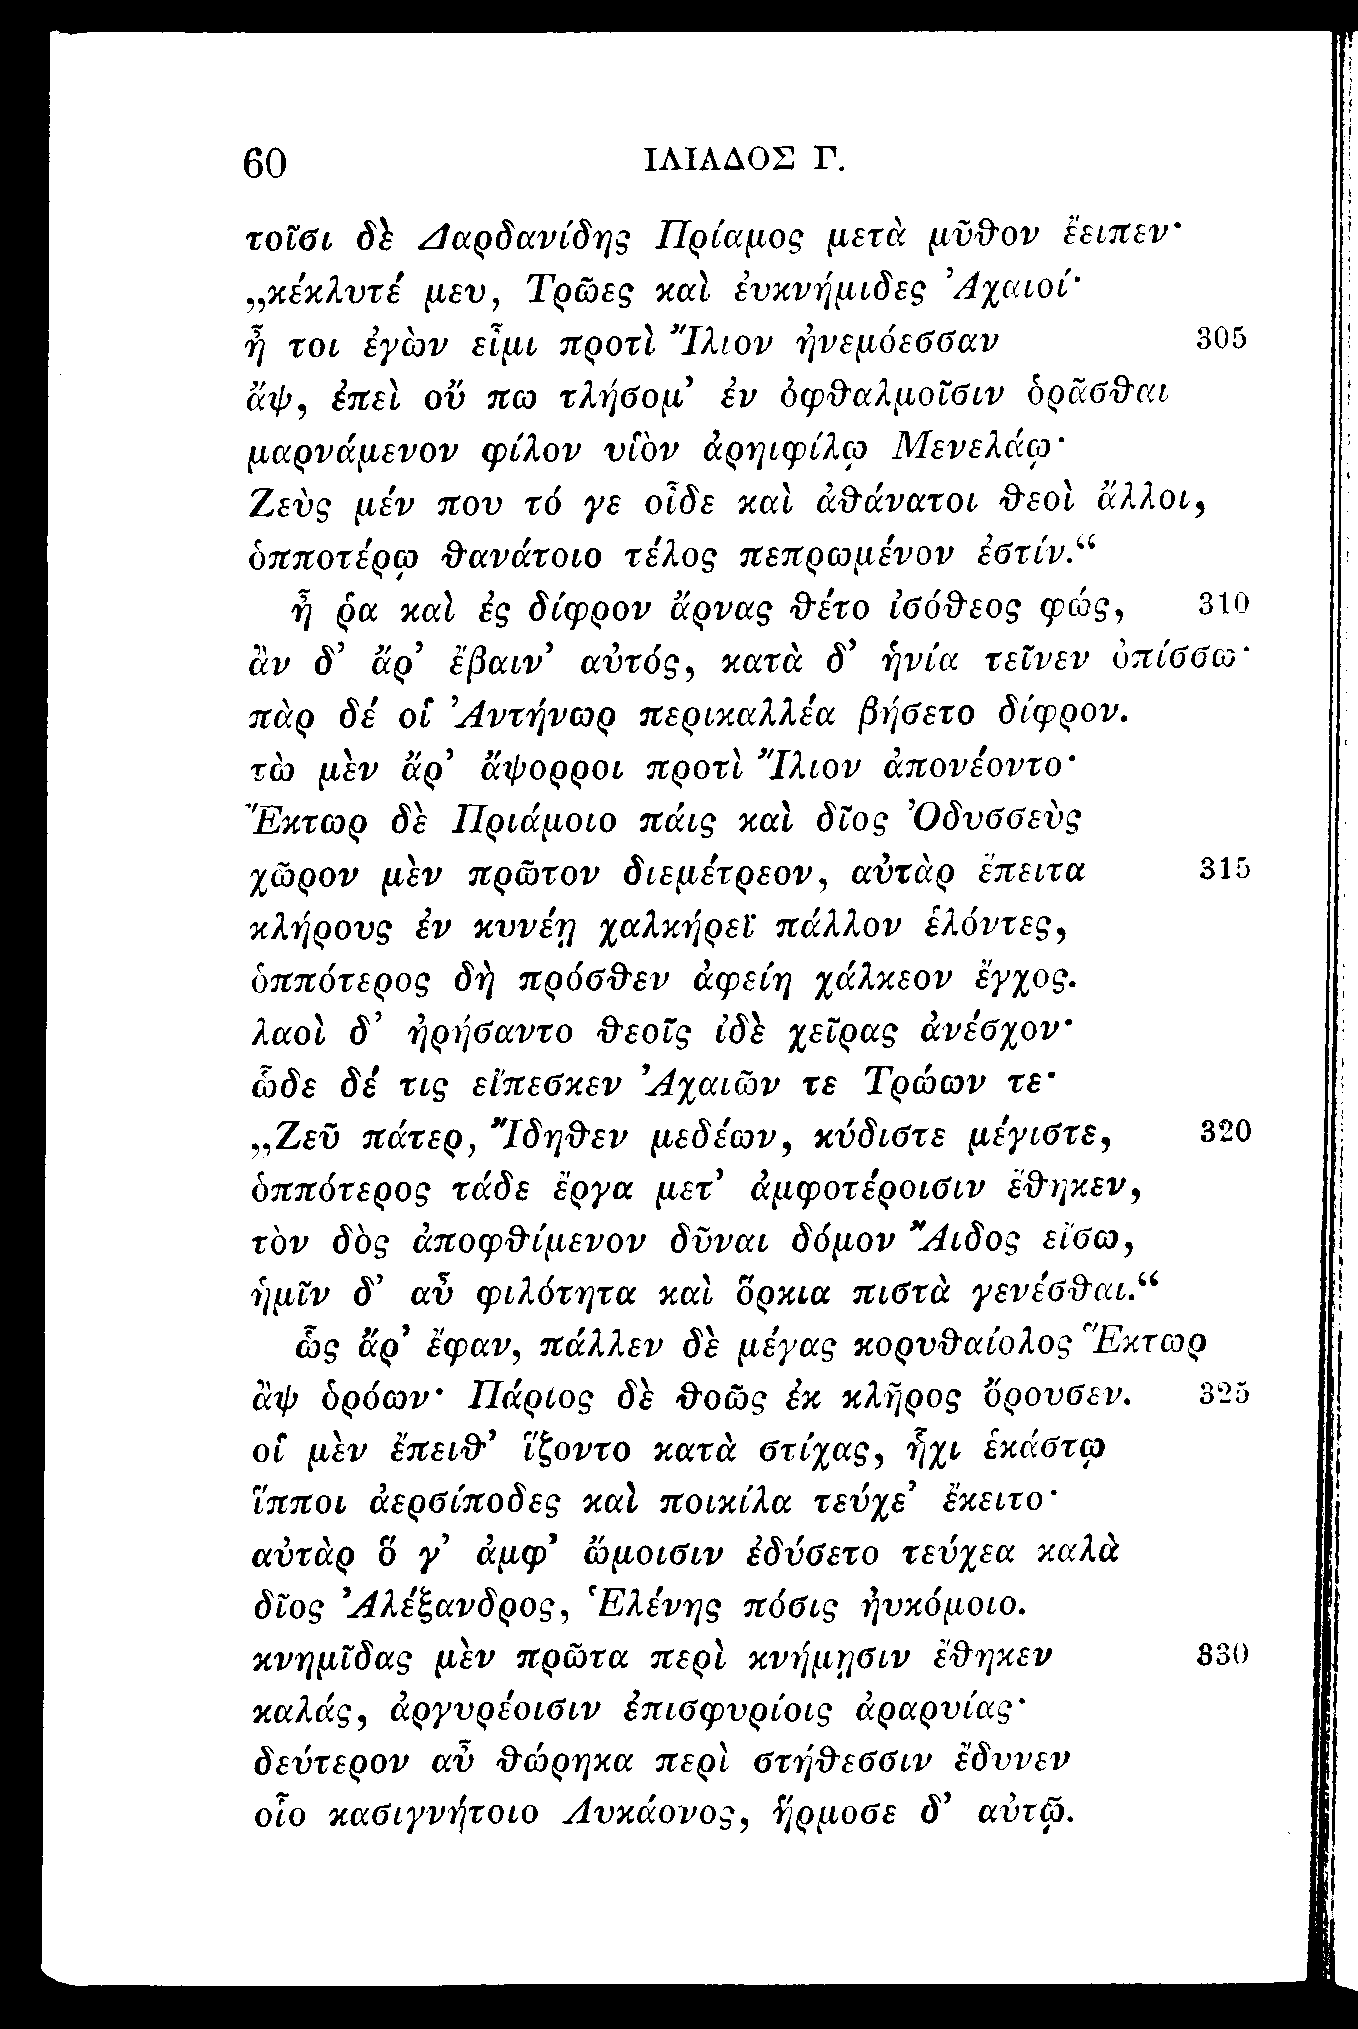 60 ΙΛΙΑΔΟΣ Γ.
τοῖσι δὲ Δαρδανίδης Πρίαμος μετὰ μῦθον ἔειπεν·
„κέκλυτέ μευ, Τρῶες καὶ ἐυκνήμιδες Ἀχαιοί·
ἦ τοι ἐγὼν εἶμι προτὶ Ἴλιον ἠνεμόεσσαν 305
ἄψ, ἐπεὶ οὔ πω τλήσομ’ ἐν ὀφθαλμοῖσιν ὁρᾶσθαι
μαρνάμενον φίλον υἱὸν ἀρηιφίλῳ Μενελάῳ·
Ζεὺς μέν που τό γε οἶδε καὶ ἀθάνατοι θεοὶ ἄλλοι,
ὁπποτέρῳ θανάτοιο τέλος πεπρωμένον ἐστίν.“
ἦ ῥα καὶ ἐς δίφρον ἄρνας θέτο ἰσόθεος φώς, 310
ἂν δ’ ἄρ’ ἔβαιν’ αὐτός, κατὰ δ’ ἡνία τεῖνεν ὀπίσσω·
πὰρ δέ οἱ Ἀντήνωρ περικαλλέα βήσετο δίφρον.
τὼ μὲν ἄρ’ ἄψορροι προτὶ Ἴλιον ἀπονέοντο·
Ἕκτωρ δὲ Πριάμοιο πάις καὶ δῖος Ὀδυσσεὺς
χῶρον μὲν πρῶτον διεμέτρεον, αὐτὰρ ἔπειτα 315
κλήρους ἐν κυνέῃ χαλκήρεϊ πάλλον ἑλόντες,
ὁππότερος δὴ πρόσθεν ἀφείη χάλκεον ἔγχος.
λαοὶ δ’ ἠρήσαντο θεοῖς ἰδὲ χεῖρας ἀνέσχον·
ὧδε δέ τις εἴπεσκεν Ἀχαιῶν τε Τρώων τε·
„Ζεῦ πάτερ, Ἴδηθεν μεδέων, κύδιστε μέγιστε, 320
ὁππότερος τάδε ἔργα μετ’ ἀμφοτέροισιν ἔθηκεν,
τὸν δὸς ἀποφθίμενον δῦναι δόμον Ἄιδος εἴσω,
ἡμῖν δ’ αὖ φιλότητα καὶ ὅρκια πιστὰ γενέσθαι.“
ὣς ἄρ’ ἔφαν, πάλλεν δὲ μέγας κορυθαίολος Ἕκτωρ
ἂψ ὁρόων· Πάριος δὲ θοῶς ἐκ κλῆρος ὄρουσεν. 325
οἳ μὲν ἔπειθ’ ἵζοντο κατὰ στίχας, ἧχι ἑκάστῳ
ἵπποι ἀερσίποδες καὶ ποικίλα τεύχε’ ἔκειτο·
αὐτὰρ ὅ γ’ ἀμφ’ ὤμοισιν ἐδύσετο τεύχεα καλὰ
δῖος Ἀλέξανδρος, Ἑλένης πόσις ἠυκόμοιο.
κνημῖδας μὲν πρῶτα περὶ κνήμῃσιν ἔθηκεν 330
καλάς, ἀργυρέοισιν ἐπισφυρίοις ἀραρυίας·
δεύτερον αὖ θώρηκα περὶ στήθεσσιν ἔδυνεν
οἷο κασιγνήτοιο Λυκάονος, ἥρμοσε δ’ αὐτῷ.